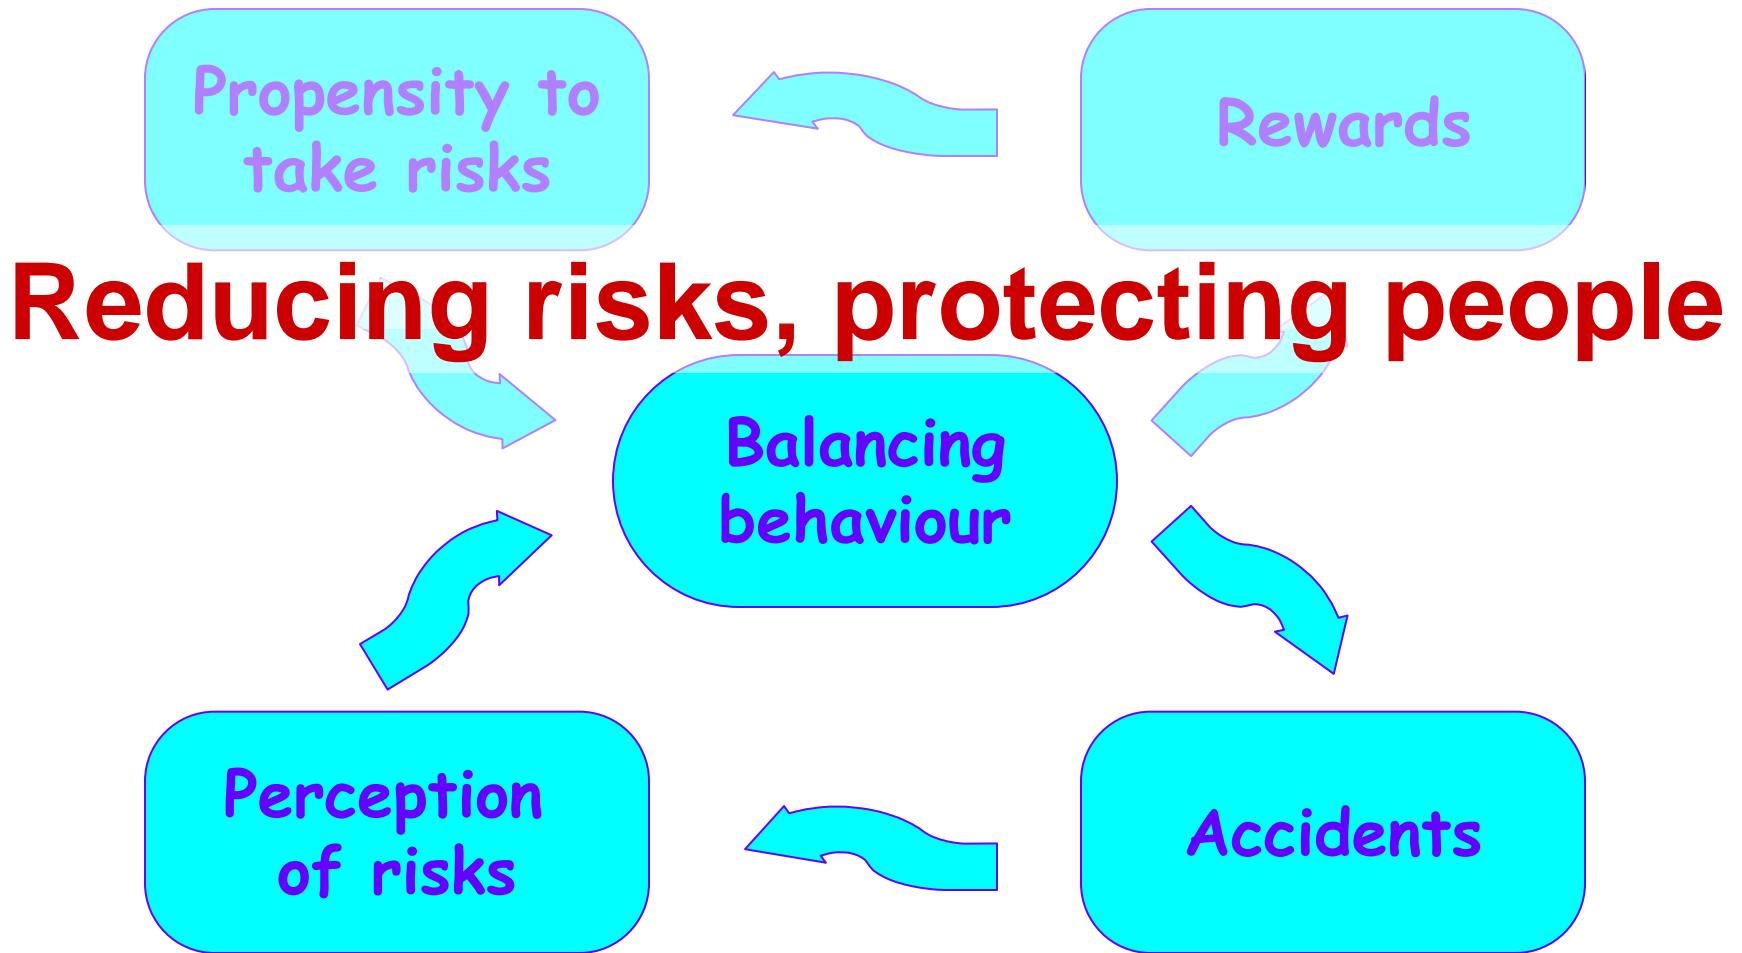 Propensity to
take risks
Rewards
Reducing risks, protecting people
Balancing
behaviour
Perception
of risks
Accidents